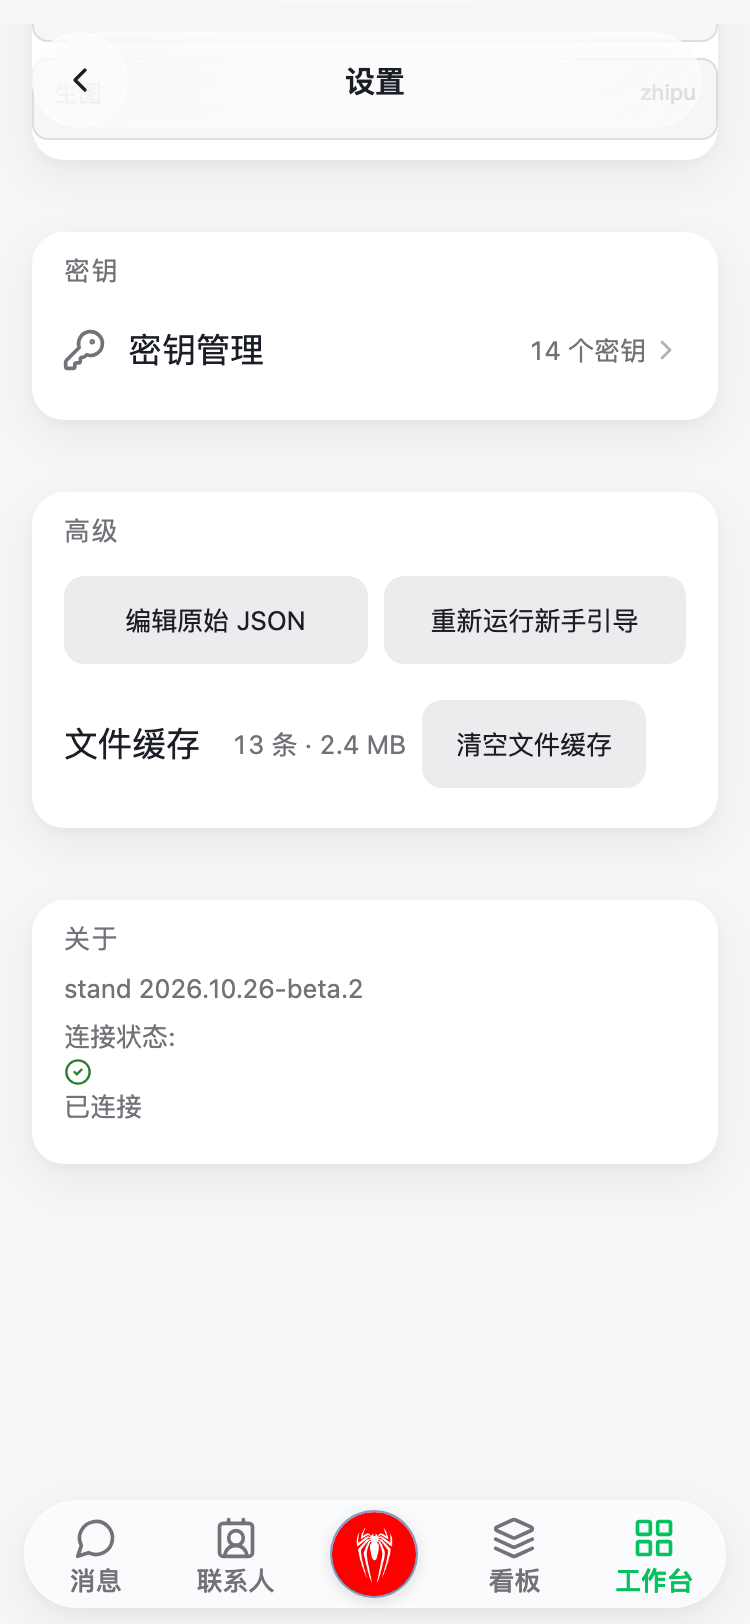 设置
生图
zhipu
密钥
密钥管理
14 个密钥
高级
编辑原始 JSON
重新运行新手引导
文件缓存
13 条 · 2.4 MB
清空文件缓存
关于
stand 2026.10.26-beta.2
连接状态:
已连接
消息
联系人
看板
工作台